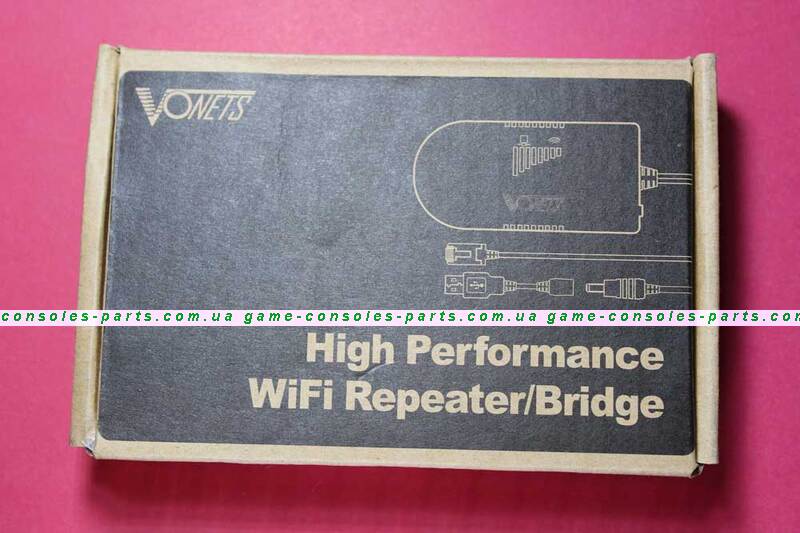 VONETS
VONETS
consoles-parts.com.ua game-consoles-parts.com.ua game-consoles-parts.com
High Performance
WiFi Repeater/Bridge